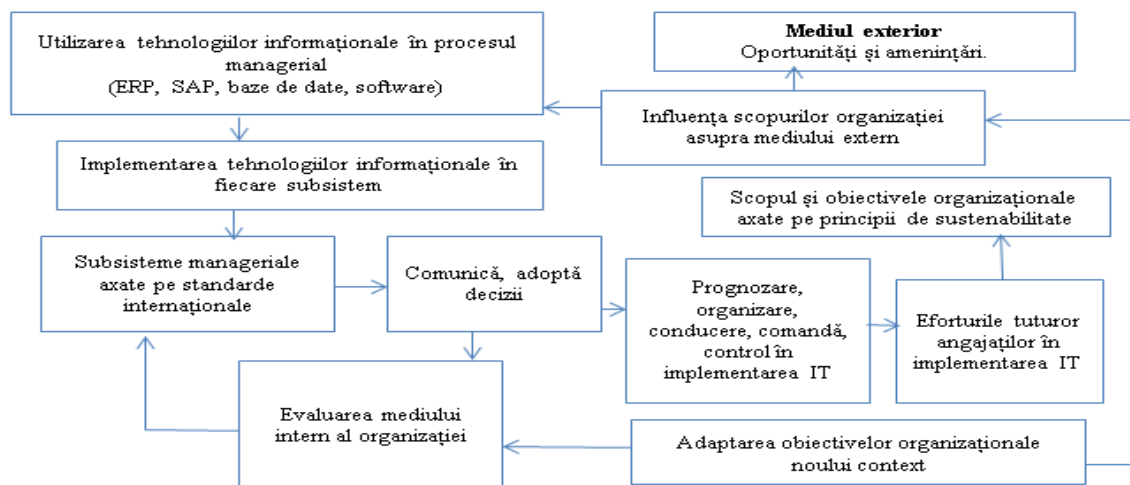 Utilizarea tehnologiilor informaționale în procesul
managerial
(ERP, SAP, baze de date, software)
Mediul exterior
Oportunități și amenințări.
Influența scopurilor organizației
asupra mediului extern
Implementarea tehnologiilor informaționale în
fiecare subsistem
Scopul și obiectivele organizaționale
axate pe principii de sustenabilitate
Subsisteme manageriale
axate pe standarde
internaționale
Comunică, adoptă
decizii
Prognozare,
organizare,
conducere, comandă,
control în
implementarea IT
Eforturile tuturor
angajaților în
implementarea IT
Evaluarea mediului
intern al organizației
Adaptarea obiectivelor organizaționale
noului context